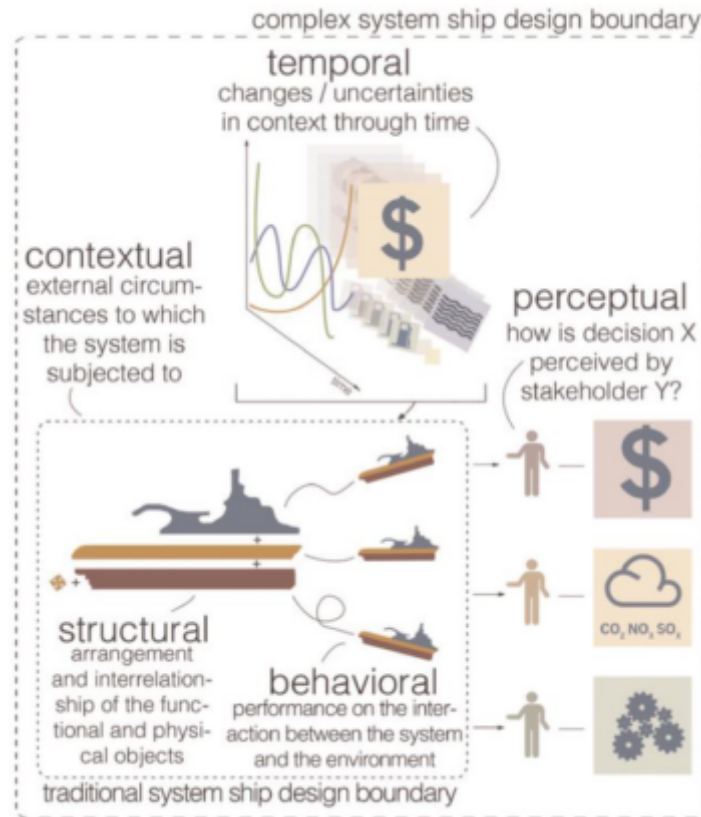 complex system ship design boundary
temporal
changes / uncertainties
in context through time
$
time
contextual
external circum-
stances to which
the system is
subjected to
perceptual
how is decision X
perceived by
stakeholder Y?
$
+
+
+
CO₂ NOₓ SOₓ
structural
arrangement
and interrelation-
ship of the func-
tional and physi-
cal objects
behavioral
performance on the inter-
action between the system
and the environment
traditional system ship design boundary